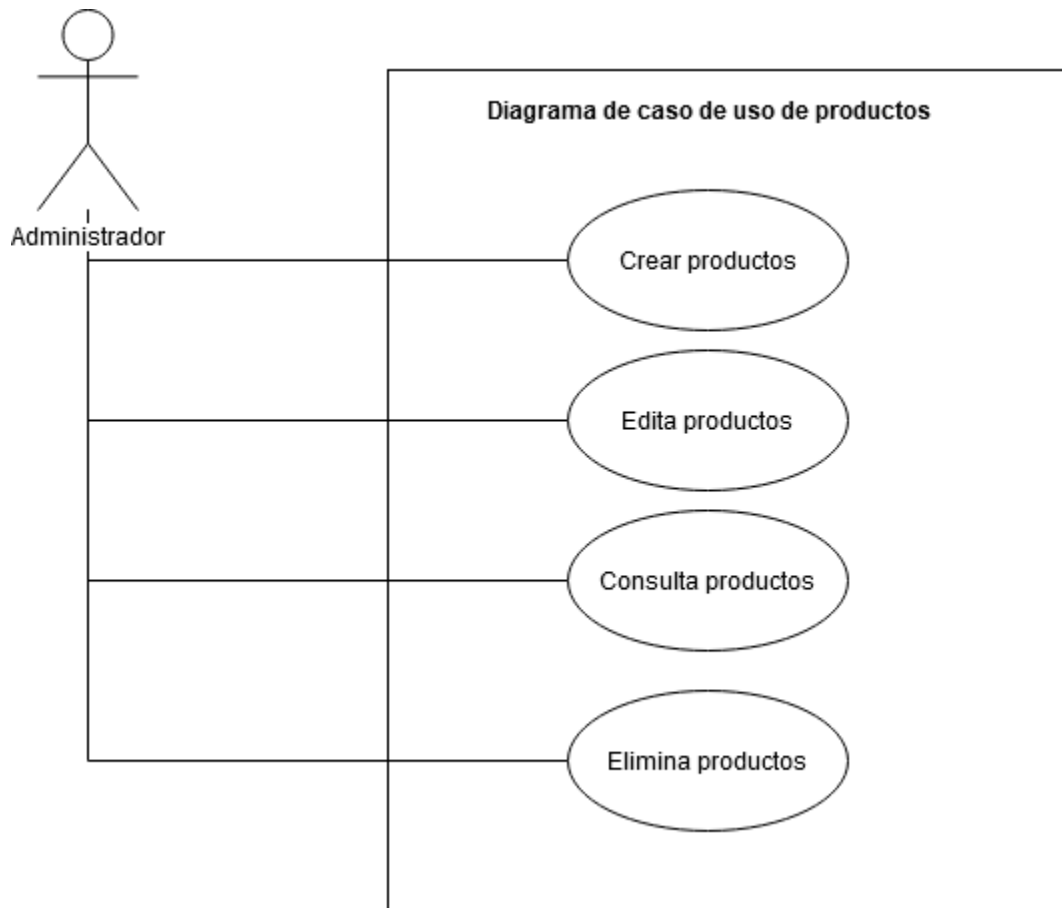 Diagrama de caso de uso de productos
Administrador
Crear productos
Edita productos
Consulta productos
Elimina productos